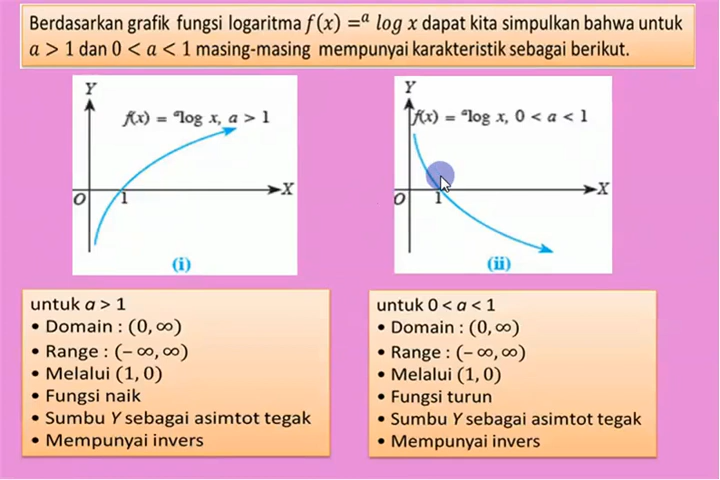 Berdasarkan grafik fungsi logaritma f(x) =ᵃ log x dapat kita simpulkan bahwa untuk
a > 1 dan 0 < a < 1 masing-masing mempunyai karakteristik sebagai berikut.
Y
f(x) = ᵃlog x, a > 1
X
O
1
(i)
Y
f(x) = ᵃlog x, 0 < a < 1
X
O
1
(ii)
untuk a > 1
• Domain : (0, ∞)
• Range : (− ∞, ∞)
• Melalui (1, 0)
• Fungsi naik
• Sumbu Y sebagai asimtot tegak
• Mempunyai invers
untuk 0 < a < 1
• Domain : (0, ∞)
• Range : (− ∞, ∞)
• Melalui (1, 0)
• Fungsi turun
• Sumbu Y sebagai asimtot tegak
• Mempunyai invers